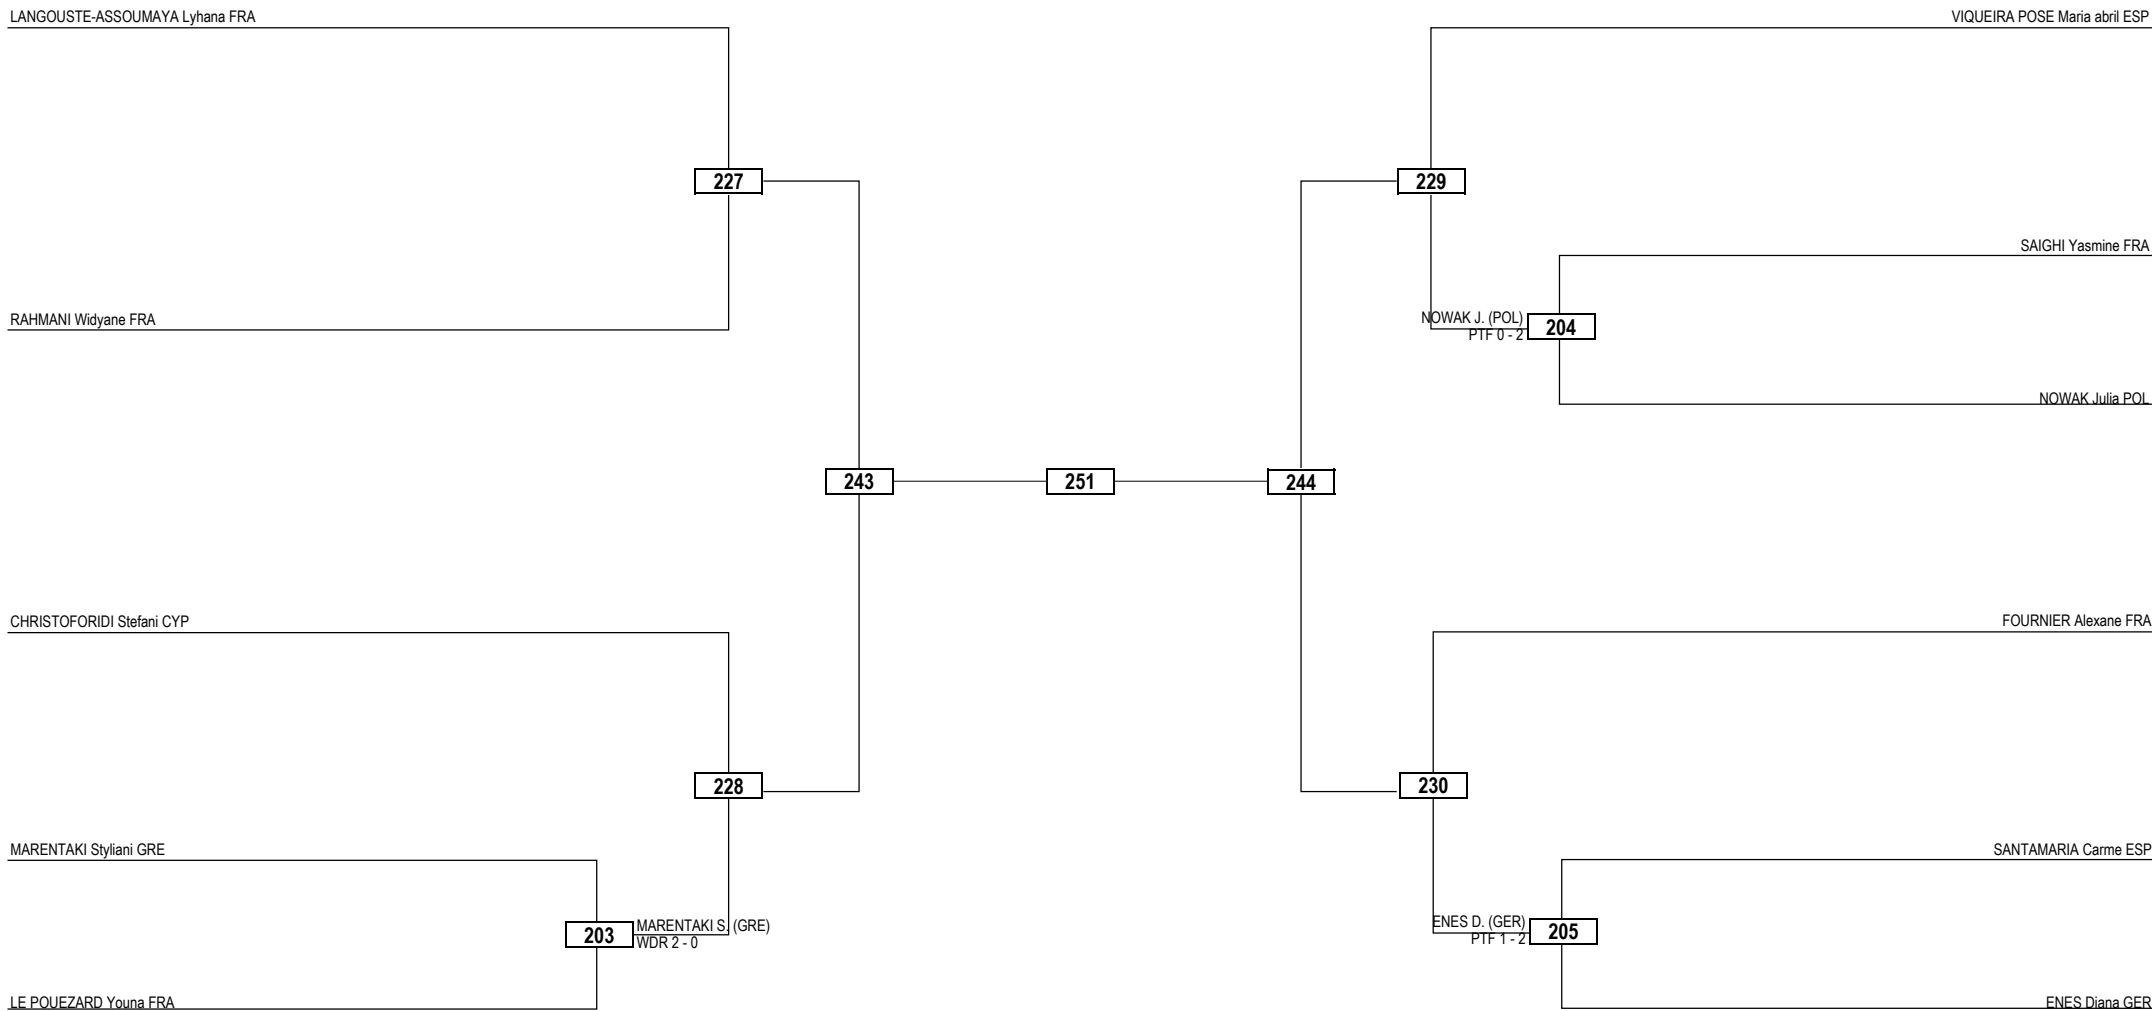 LANGOUSTE-ASSOUMAYA Lyhana FRA
VIQUEIRA POSE Maria abril ESP
227
229
SAIGHI Yasmine FRA
RAHMANI Widyane FRA
NOWAK J. (POL)
PTF 0 - 2
204
NOWAK Julia POL
243
251
244
CHRISTOFORIDI Stefani CYP
FOURNIER Alexane FRA
228
230
MARENTAKI Styliani GRE
SANTAMARIA Carme ESP
203
MARENTAKI S. (GRE)
WDR 2 - 0
ENES D. (GER)
PTF 1 - 2
205
LE POUEZARD Youna FRA
ENES Diana GER